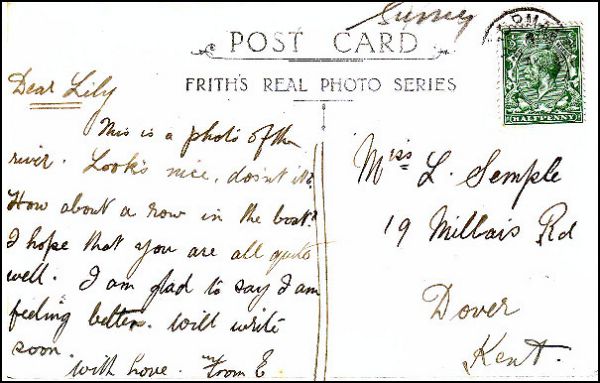 Surrey
POST CARD
FRITH'S REAL PHOTO SERIES
HALFPENNY
Dear Lily
This is a photo of the
river. Looks nice, doisnt it?
How about a row in the boat?
I hope that you are all quite
well. I am glad to say I am
feeling better. Will write
soon.
With love. from E
Miss L. Semple
19 Millais Rd
Dover
Kent.